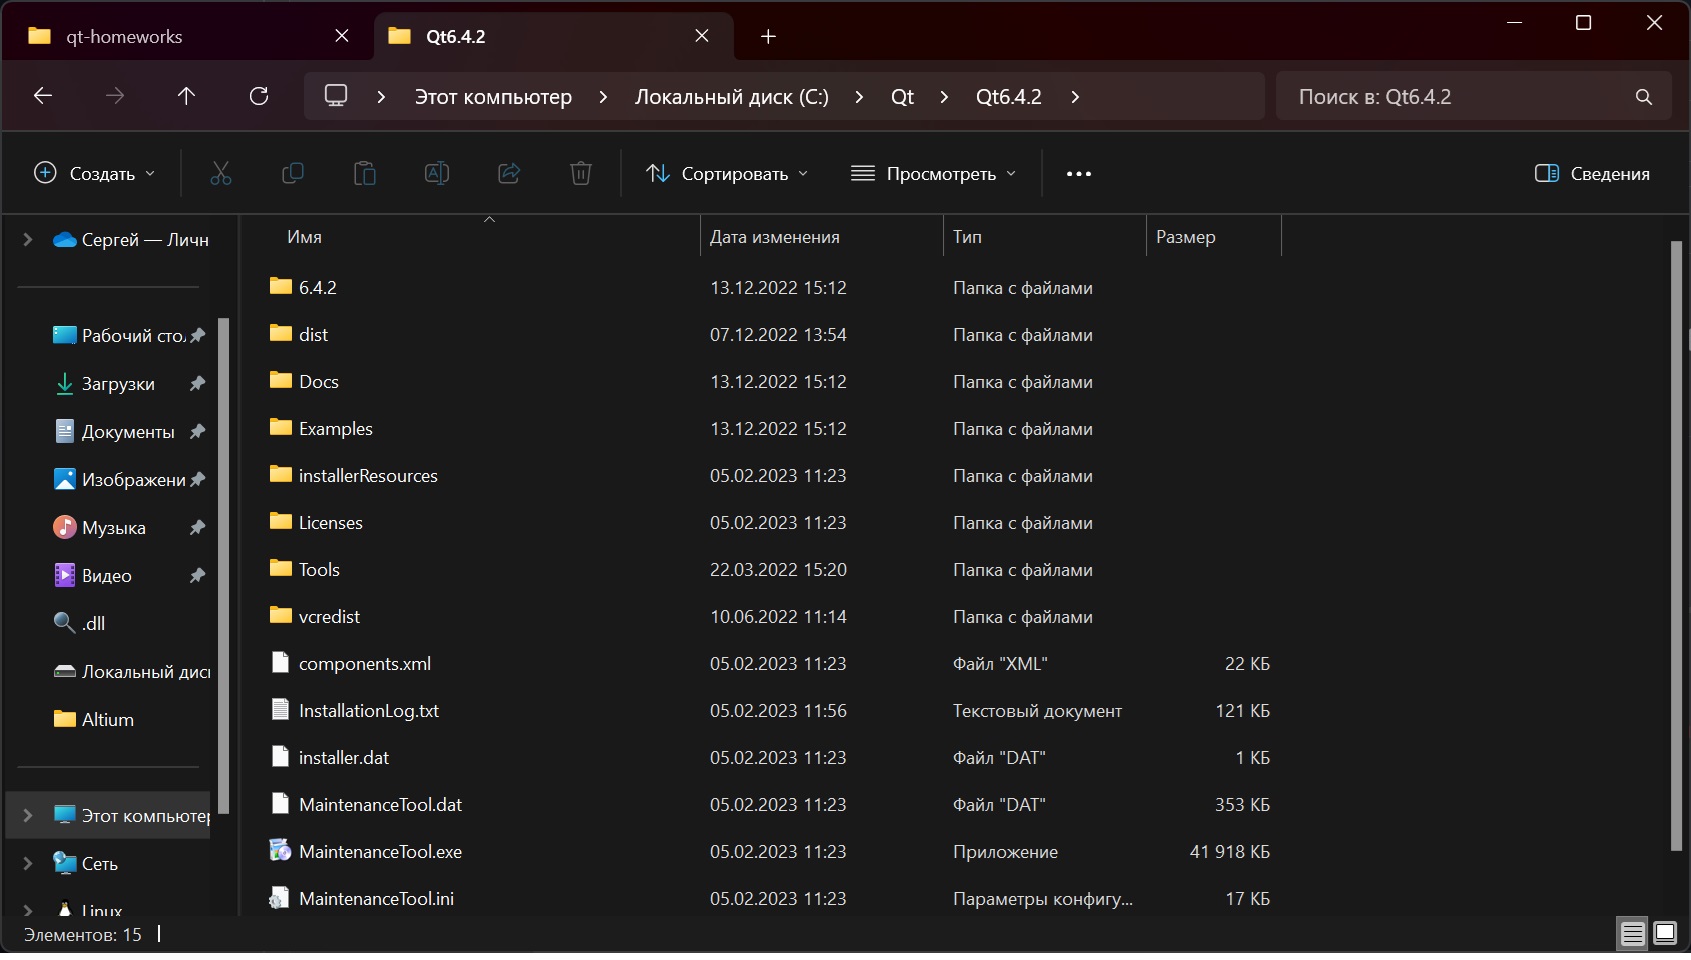 qt-homeworks
Qt6.4.2
Этот компьютер
Локальный диск (C:)
Qt
Qt6.4.2
Поиск в: Qt6.4.2
Создать
Сортировать
Просмотреть
Сведения
Сергей — Личн
Рабочий сто
Загрузки
Документы
Изображени
Музыка
Видео
.dll
Локальный дис
Altium
Этот компьютер
Сеть
Linux
Имя Дата изменения Тип Размер
6.4.2 13.12.2022 15:12 Папка с файлами
dist 07.12.2022 13:54 Папка с файлами
Docs 13.12.2022 15:12 Папка с файлами
Examples 13.12.2022 15:12 Папка с файлами
installerResources 05.02.2023 11:23 Папка с файлами
Licenses 05.02.2023 11:23 Папка с файлами
Tools 22.03.2022 15:20 Папка с файлами
vcredist 10.06.2022 11:14 Папка с файлами
components.xml 05.02.2023 11:23 Файл "XML" 22 КБ
InstallationLog.txt 05.02.2023 11:56 Текстовый документ 121 КБ
installer.dat 05.02.2023 11:23 Файл "DAT" 1 КБ
MaintenanceTool.dat 05.02.2023 11:23 Файл "DAT" 353 КБ
MaintenanceTool.exe 05.02.2023 11:23 Приложение 41 918 КБ
MaintenanceTool.ini 05.02.2023 11:23 Параметры конфигу... 17 КБ
Элементов: 15